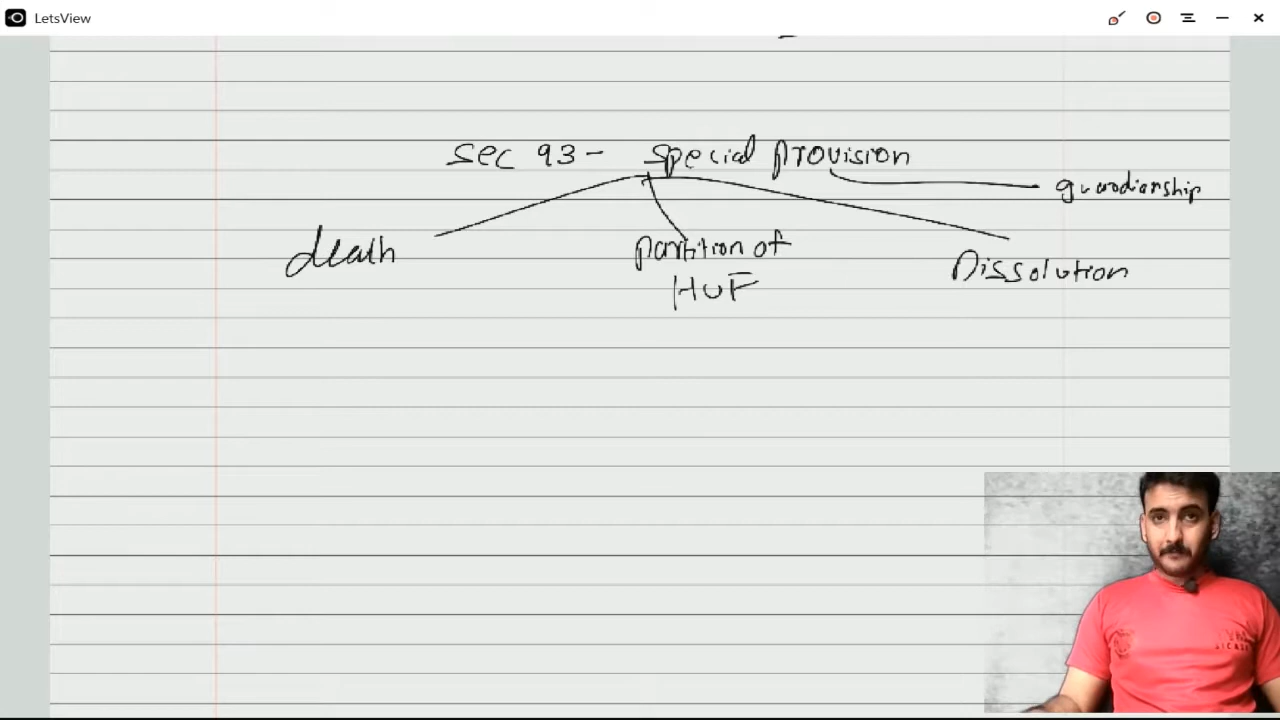 LetsView
Sec 93 - Special provision
guardianship
death
partition of
HUF
Dissolution